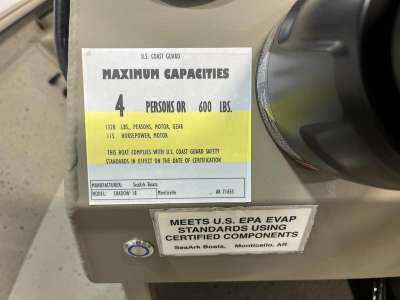 U.S. COAST GUARD
MAXIMUM CAPACITIES
4 PERSONS OR 600 LBS.
1328 LBS, PERSONS, MOTOR, GEAR
115 HORSEPOWER, MOTOR
THIS BOAT COMPLIES WITH U.S. COAST GUARD SAFETY
STANDARDS IN EFFECT ON THE DATE OF CERTIFICATION
MANUFACTURER: SeaArk Boats
MODEL: SHADOW 18 Monticello, AR 71655
MEETS U.S. EPA EVAP
STANDARDS USING
CERTIFIED COMPONENTS
SeaArk Boats, Monticello, AR